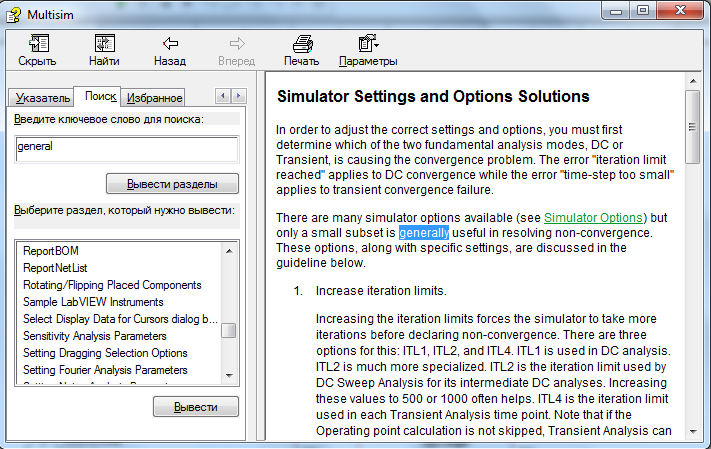 Multisim
Скрыть Найти Назад Вперед Печать Параметры
Указатель Поиск Избранное
Введите ключевое слово для поиска:
general
Вывести разделы
Выберите раздел, который нужно вывести:
ReportBOM
ReportNetList
Rotating/Flipping Placed Components
Sample LabVIEW Instruments
Select Display Data for Cursors dialog b...
Sensitivity Analysis Parameters
Setting Dragging Selection Options
Setting Fourier Analysis Parameters
Вывести
Simulator Settings and Options Solutions
In order to adjust the correct settings and options, you must first
determine which of the two fundamental analysis modes, DC or
Transient, is causing the convergence problem. The error "iteration limit
reached" applies to DC convergence while the error "time-step too small"
applies to transient convergence failure.
There are many simulator options available (see Simulator Options) but
only a small subset is generally useful in resolving non-convergence.
These options, along with specific settings, are discussed in the
guideline below.
1. Increase iteration limits.
Increasing the iteration limits forces the simulator to take more
iterations before declaring non-convergence. There are three
options for this: ITL1, ITL2, and ITL4. ITL1 is used in DC analysis.
ITL2 is much more specialized. ITL2 is the iteration limit used by
DC Sweep Analysis for its intermediate DC analyses. Increasing
these values to 500 or 1000 often helps. ITL4 is the iteration limit
used in each Transient Analysis time point. Note that if the
Operating point calculation is not skipped, Transient Analysis can